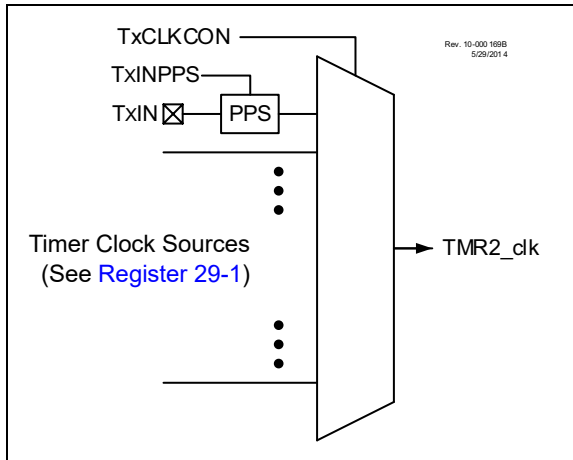 TxCLKCON
Rev. 10-000 169B
5/29/2014
TxINPPS
TxIN
PPS
Timer Clock Sources
(See Register 29-1)
TMR2_clk